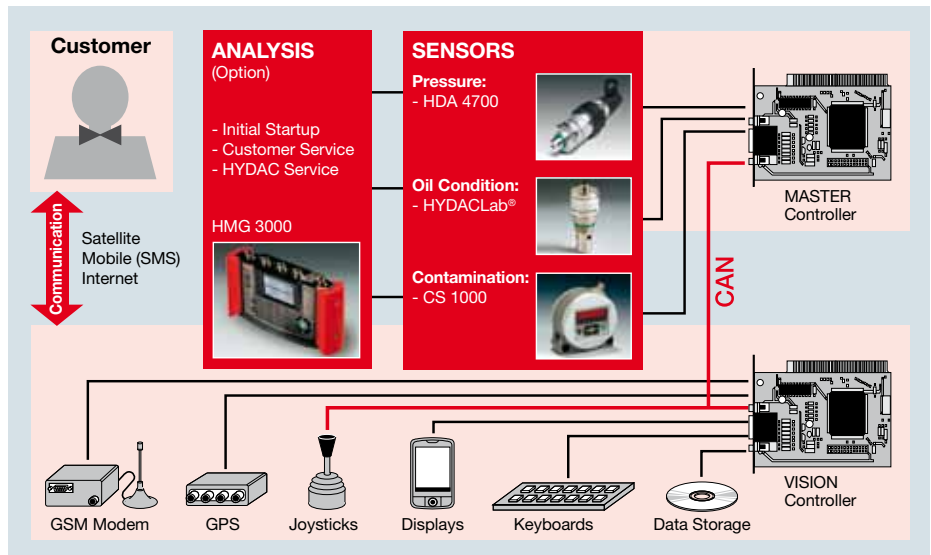 Customer
Communication
Satellite
Mobile (SMS)
Internet
ANALYSIS
(Option)
- Initial Startup
- Customer Service
- HYDAC Service
HMG 3000
SENSORS
Pressure:
- HDA 4700
Oil Condition:
- HYDACLab®
Contamination:
- CS 1000
MASTER
Controller
CAN
VISION
Controller
GSM Modem
GPS
Joysticks
Displays
Keyboards
Data Storage